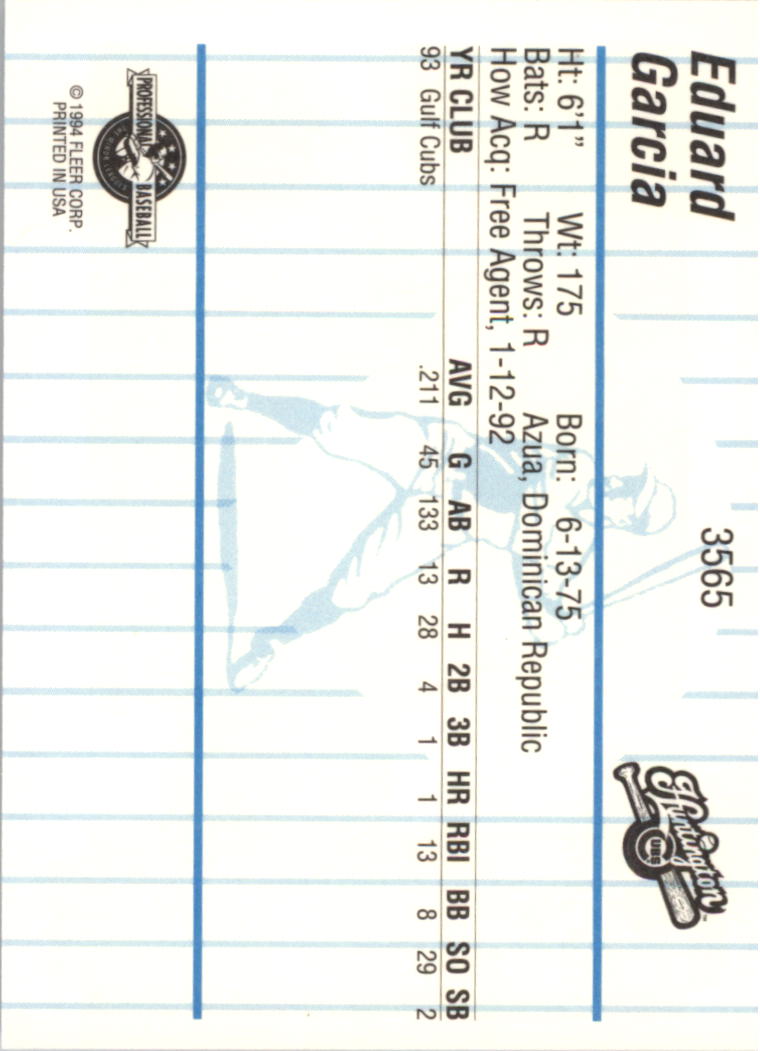 Eduard
Garcia
3565
Huntington
CUBS
Ht: 6'1" Wt: 175 Born: 6-13-75
Bats: R Throws: R Azua, Dominican Republic
How Acq: Free Agent, 1-12-92
YR CLUB AVG G AB R H 2B 3B HR RBI BB SO SB
93 Gulf Cubs .211 45 133 13 28 4 1 1 13 8 29 2
PROFESSIONAL BASEBALL
© 1994 FLEER CORP.
PRINTED IN USA